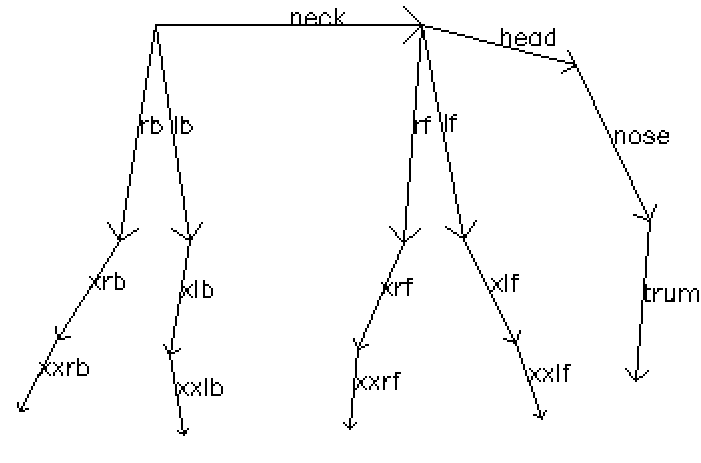 neck
head
rb lb
rf lf
nose
xrb
xlb
xrf
xlf
trum
xxrb
xxlb
xxrf
xxlf